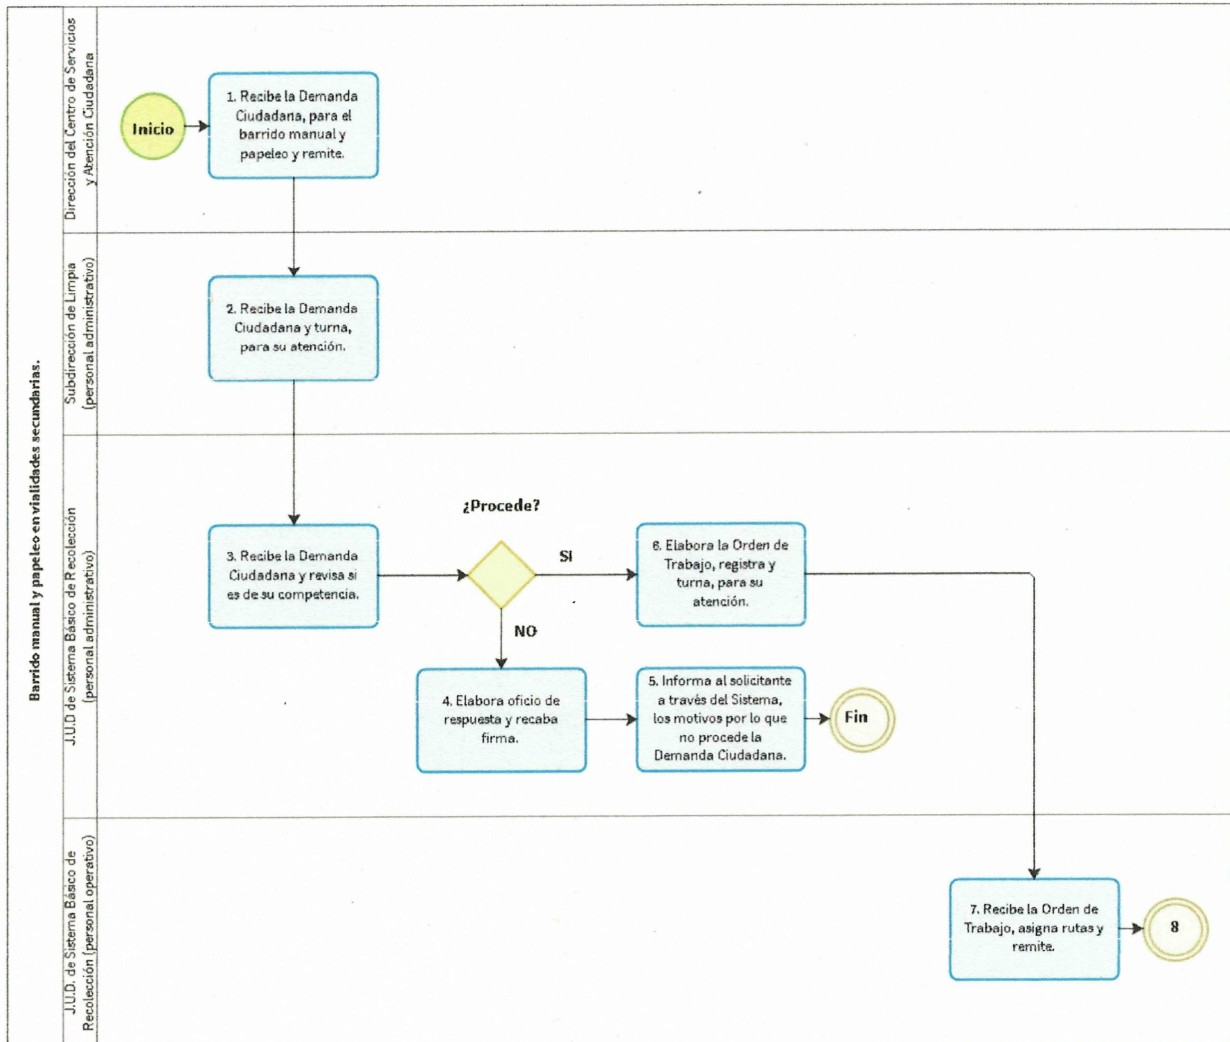 Barrido manual y papeleo en vialidades secundarias.
Dirección del Centro de Servicios
y Atención Ciudadana
Inicio
1. Recibe la Demanda
Ciudadana, para el
barrido manual y
papeleo y remite.
Subdirección de Limpia
(personal administrativo)
2. Recibe la Demanda
Ciudadana y turna,
para su atención.
J.U.D de Sistema Básico de Recolección
(personal administrativo)
3. Recibe la Demanda
Ciudadana y revisa si
es de su competencia.
¿Procede?
SI
NO
6. Elabora la Orden de
Trabajo, registra y
turna, para su
atención.
4. Elabora oficio de
respuesta y recaba
firma.
5. Informa al solicitante
a través del Sistema,
los motivos por lo que
no procede la
Demanda Ciudadana.
Fin
J.U.D. de Sistema Básico de
Recolección (personal operativo)
7. Recibe la Orden de
Trabajo, asigna rutas y
remite.
8